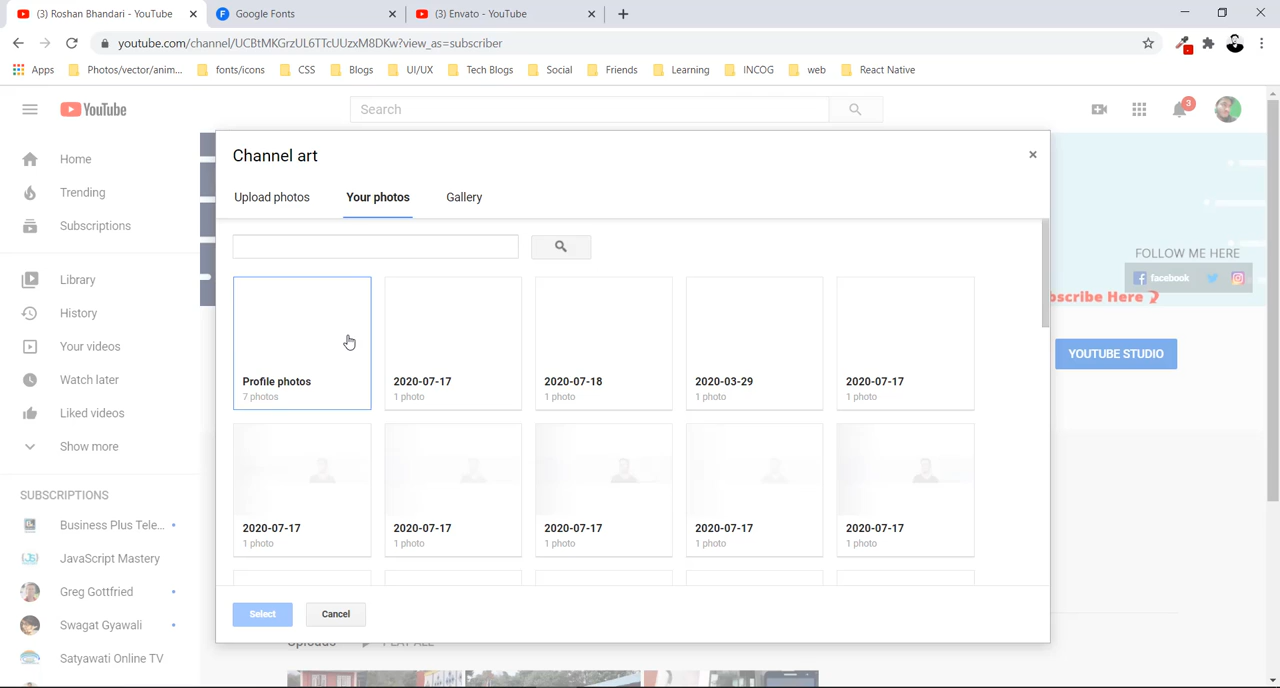 (3) Roshan Bhandari - YouTube
Google Fonts
(3) Envato - YouTube
youtube.com/channel/UCBtMKGrzUL6TTcUUzxM8DKw?view_as=subscriber
Apps
Photos/vector/anim...
fonts/icons
CSS
Blogs
UI/UX
Tech Blogs
Social
Friends
Learning
INCOG
web
React Native
YouTube
Search
3
Home
Trending
Subscriptions
Library
History
Your videos
Watch later
Liked videos
Show more
SUBSCRIPTIONS
Business Plus Tele...
JavaScript Mastery
Greg Gottfried
Swagat Gyawali
Satyawati Online TV
Channel art
Upload photos
Your photos
Gallery
Profile photos
7 photos
2020-07-17
1 photo
2020-07-18
1 photo
2020-03-29
1 photo
2020-07-17
1 photo
2020-07-17
1 photo
2020-07-17
1 photo
2020-07-17
1 photo
2020-07-17
1 photo
2020-07-17
1 photo
Select
Cancel
FOLLOW ME HERE
facebook
bscribe Here
YOUTUBE STUDIO
Uploads
PLAY ALL